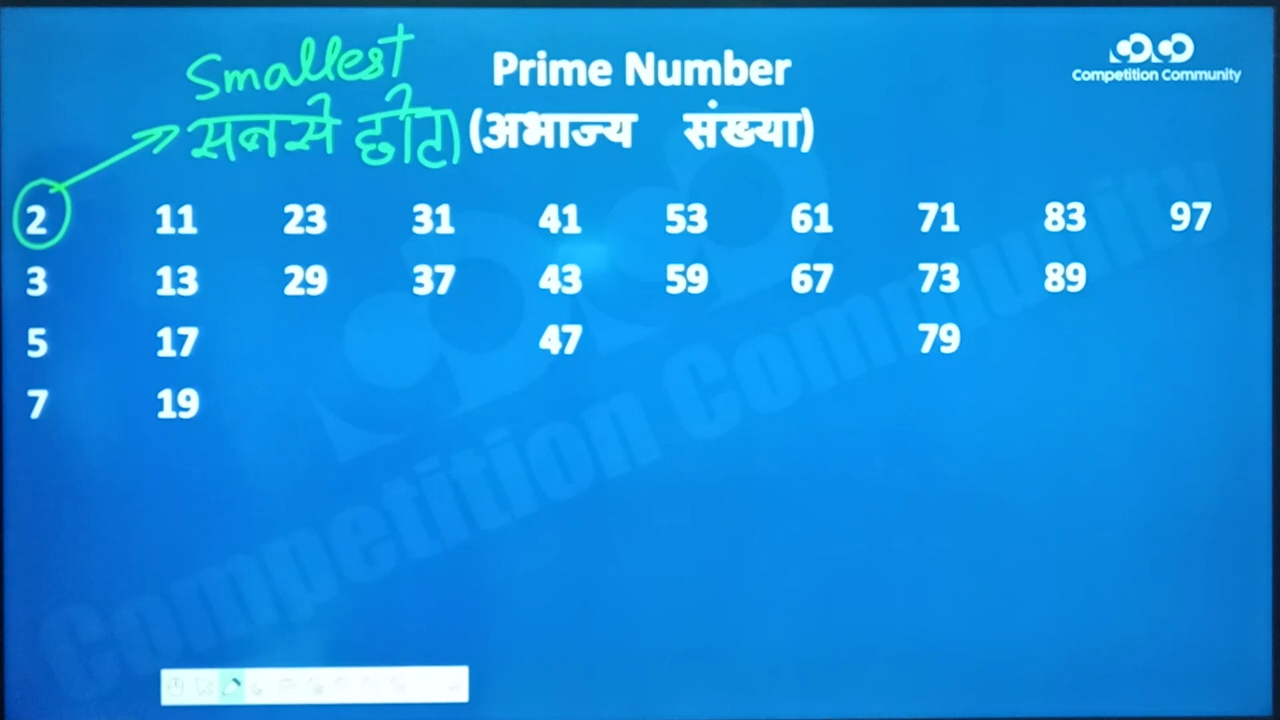 Smallest
सबसे छोटा
Prime Number
(अभाज्य संख्या)
Competition Community
2 11 23 31 41 53 61 71 83 97
3 13 29 37 43 59 67 73 89
5 17 47 79
7 19
Competition Community